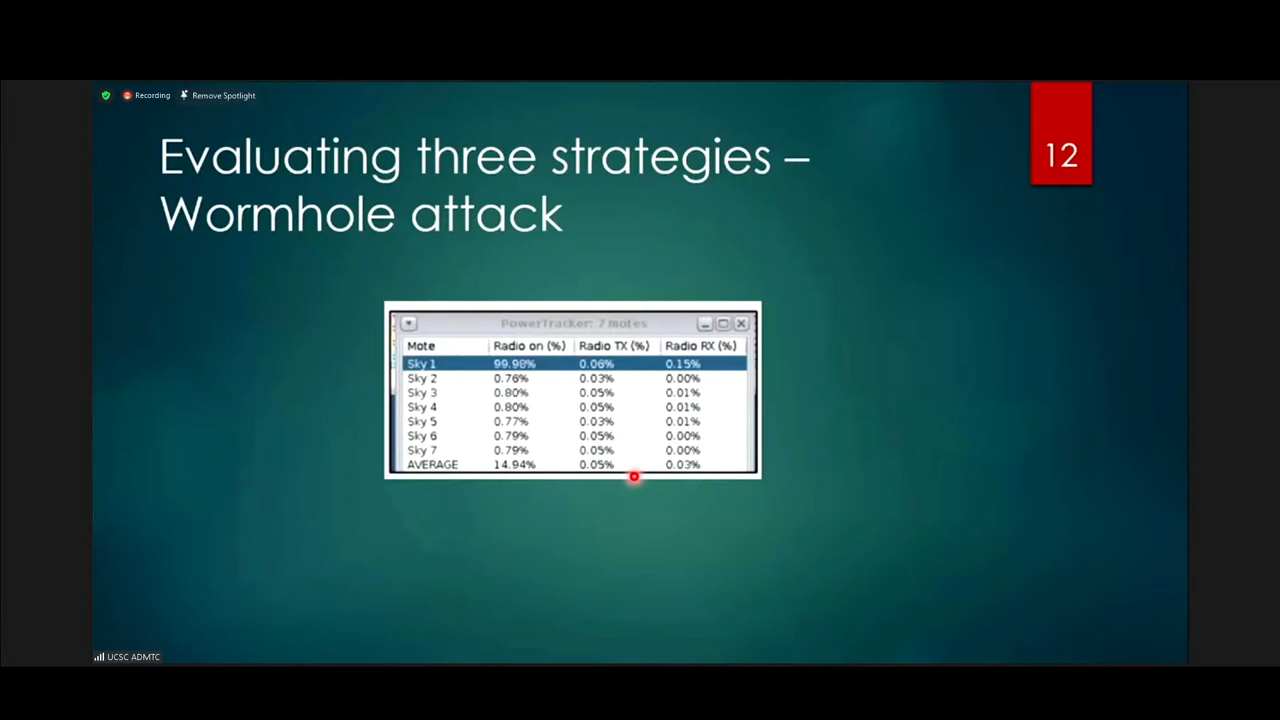 Recording Remove Spotlight
Evaluating three strategies –
Wormhole attack
12
PowerTracker: 7 motes
Mote Radio on (%) Radio TX (%) Radio RX (%)
Sky 1 99.98% 0.06% 0.15%
Sky 2 0.76% 0.03% 0.00%
Sky 3 0.80% 0.05% 0.01%
Sky 4 0.80% 0.05% 0.01%
Sky 5 0.77% 0.03% 0.01%
Sky 6 0.79% 0.05% 0.00%
Sky 7 0.79% 0.05% 0.00%
AVERAGE 14.94% 0.05% 0.03%
UCSC ADMTC